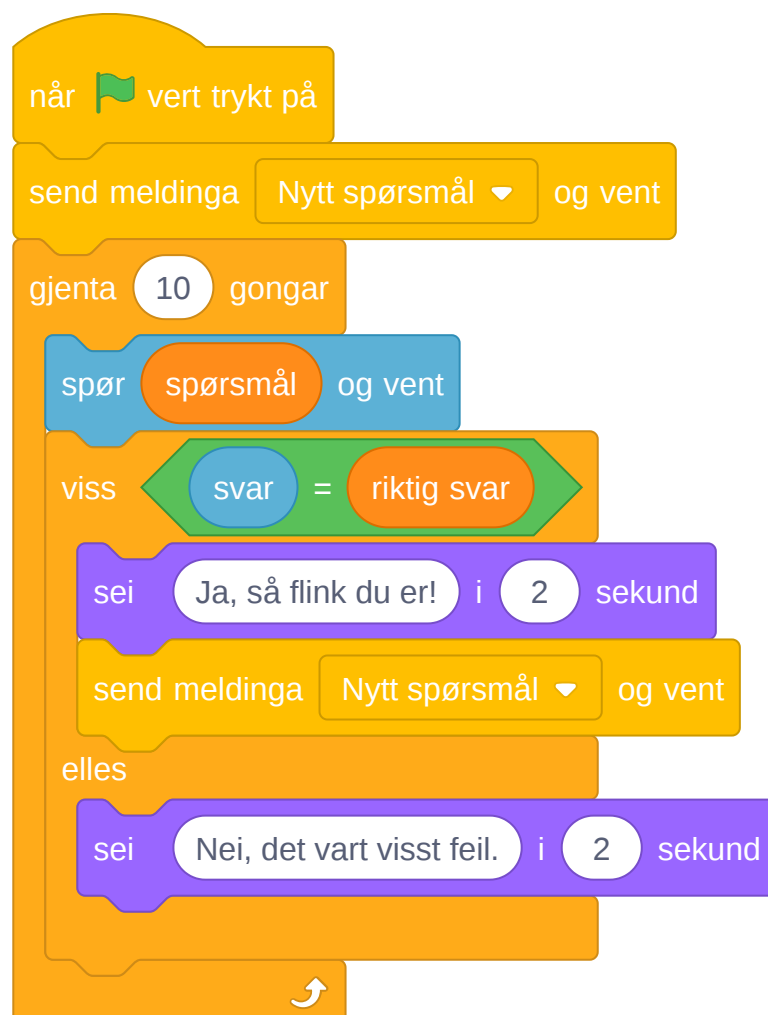 når vert trykt på
send meldinga Nytt spørsmål og vent
gjenta 10 gongar
spør spørsmål og vent
viss svar = riktig svar
sei Ja, så flink du er! i 2 sekund
send meldinga Nytt spørsmål og vent
elles
sei Nei, det vart visst feil. i 2 sekund